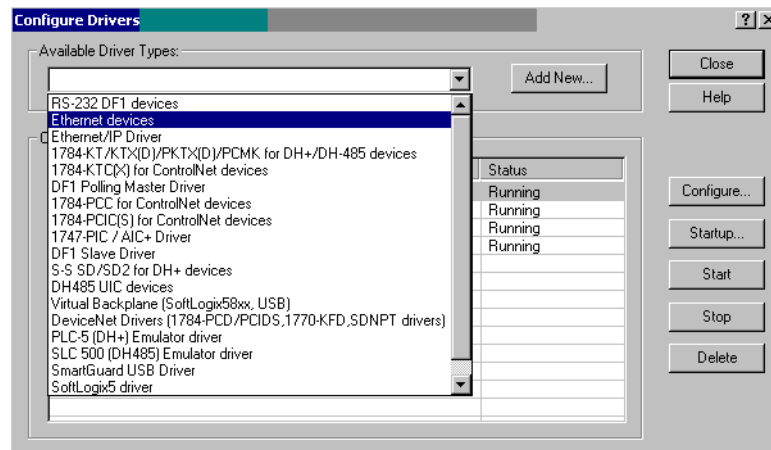 Configure Drivers
? ×
Available Driver Types:
Add New...
Close
Help
RS-232 DF1 devices
Ethernet devices
Ethernet/IP Driver
1784-KT/KTX(D)/PKTX(D)/PCMK for DH+/DH-485 devices
1784-KTC(X) for ControlNet devices
DF1 Polling Master Driver
1784-PCC for ControlNet devices
1784-PCIC(S) for ControlNet devices
1747-PIC / AIC+ Driver
DF1 Slave Driver
S-S SD/SD2 for DH+ devices
DH485 UIC devices
Virtual Backplane (SoftLogix58xx, USB)
DeviceNet Drivers (1784-PCD/PCIDS,1770-KFD,SDNPT drivers)
PLC-5 (DH+) Emulator driver
SLC 500 (DH485) Emulator driver
SmartGuard USB Driver
SoftLogix5 driver
Status
Running
Running
Running
Running
Configure...
Startup...
Start
Stop
Delete